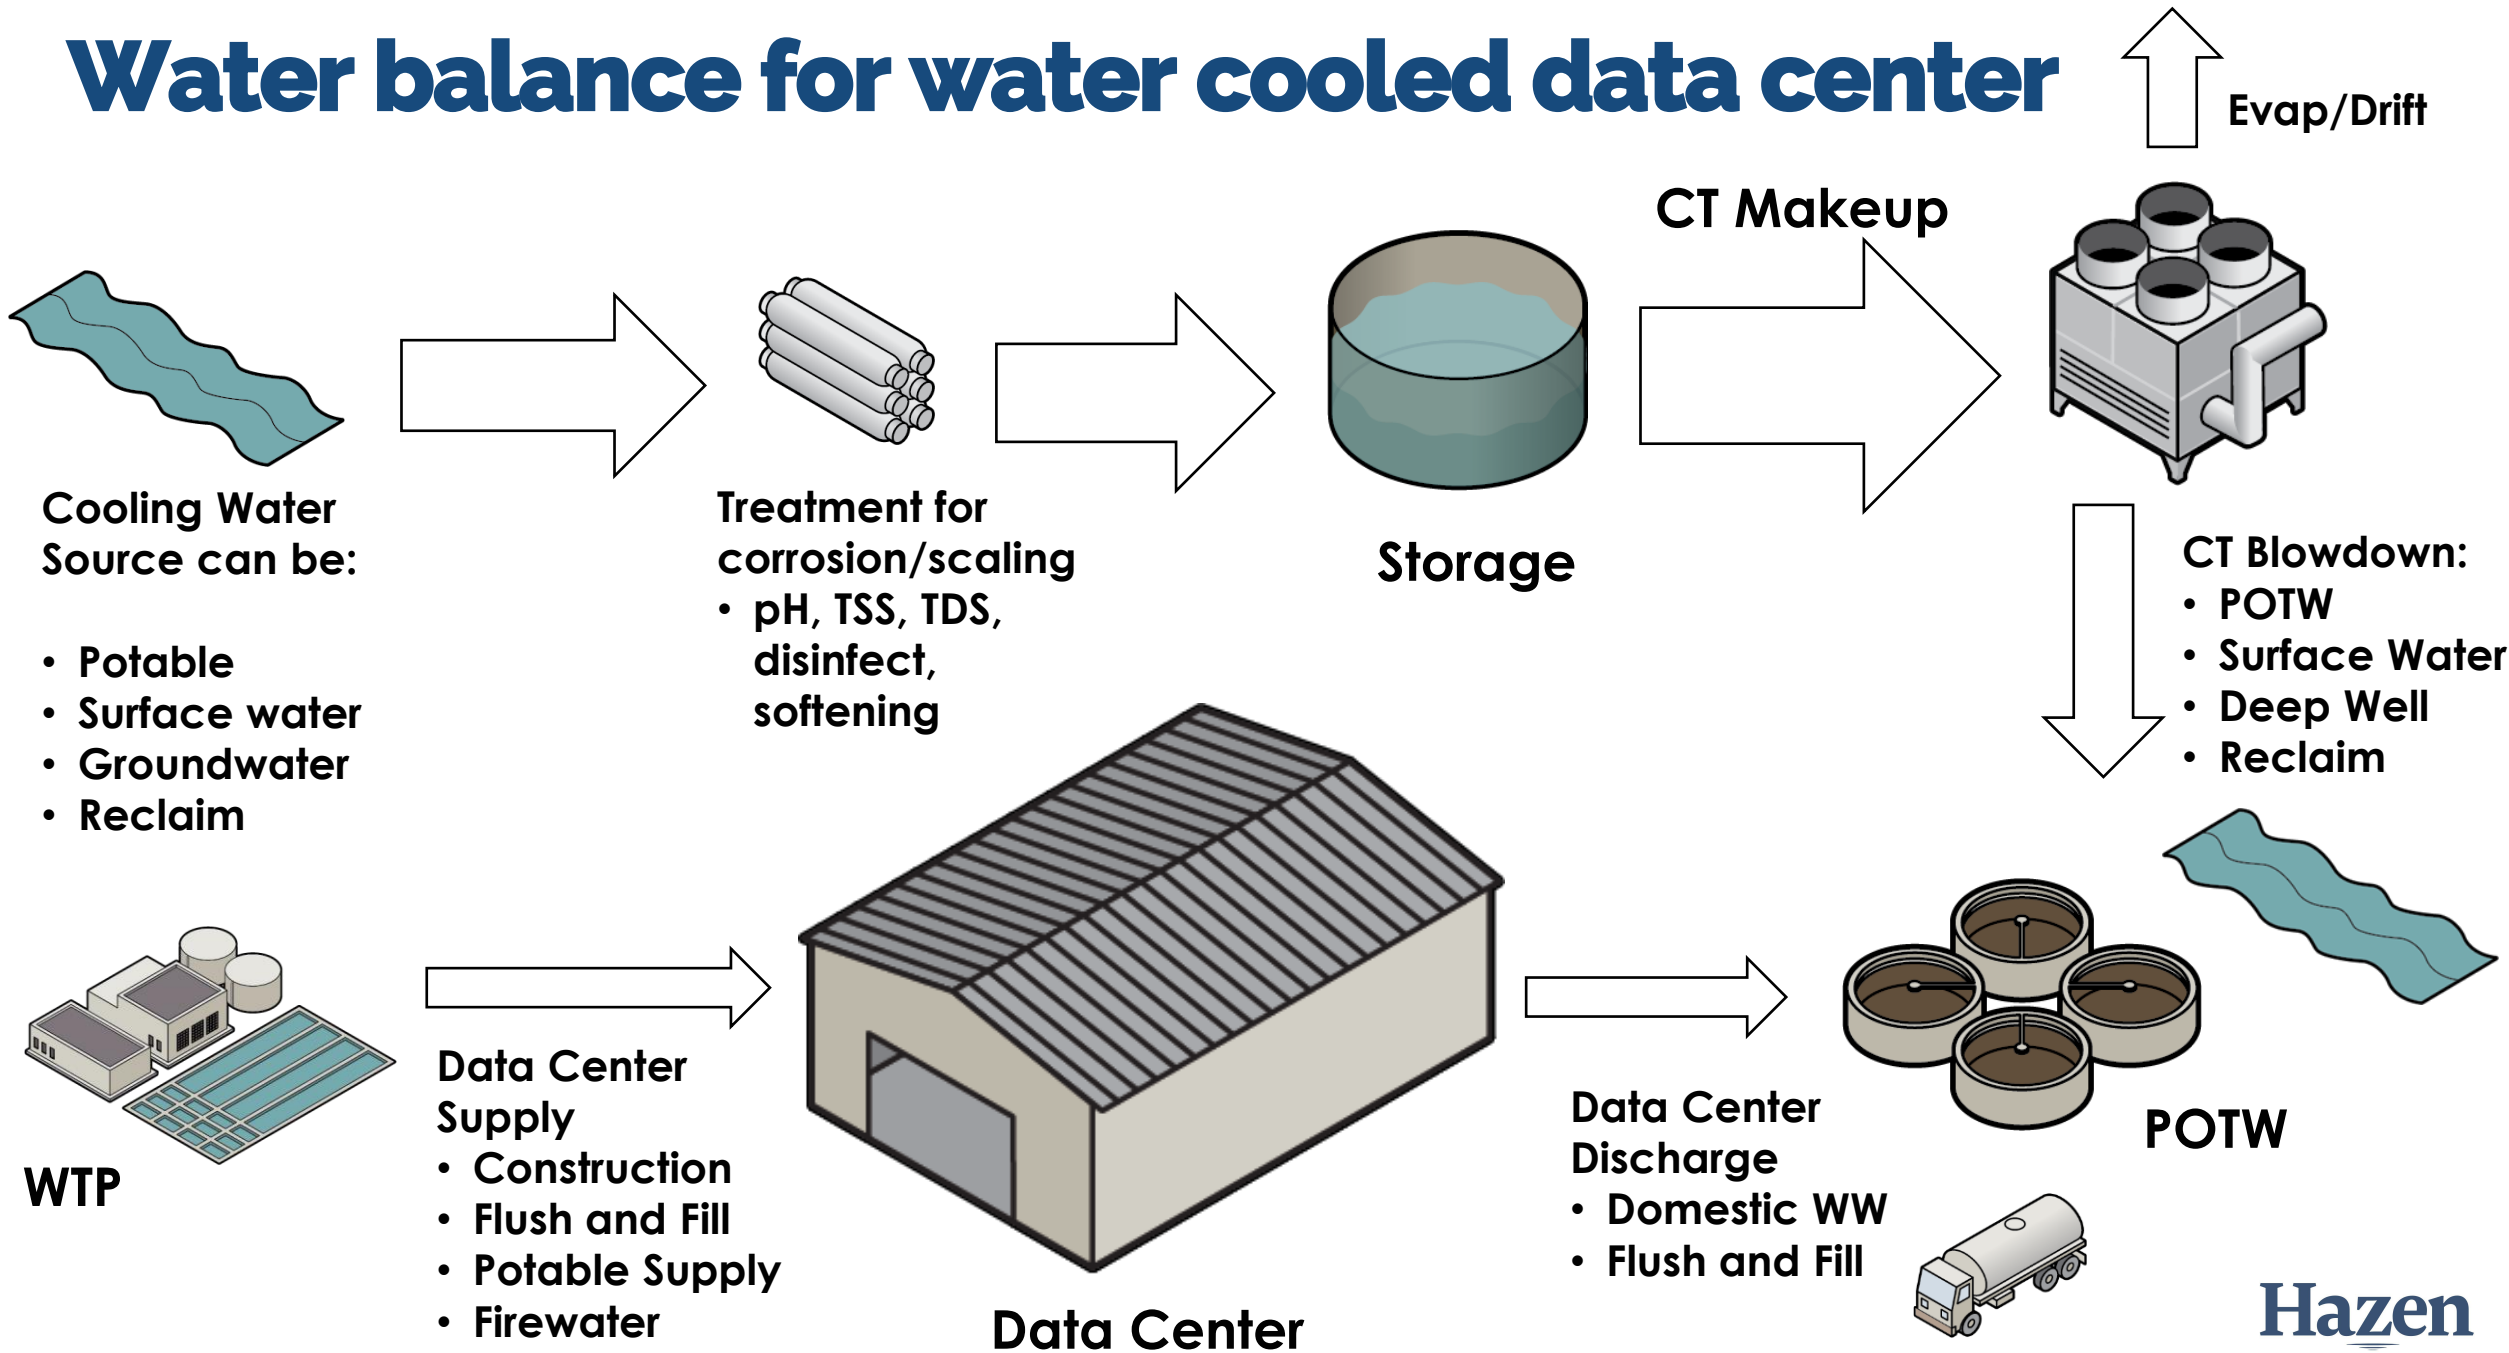 Water balance for water cooled data center
Evap/Drift
CT Makeup
Cooling Water
Source can be:
• Potable
• Surface water
• Groundwater
• Reclaim
Treatment for
corrosion/scaling
• pH, TSS, TDS,
disinfect,
softening
Storage
CT Blowdown:
• POTW
• Surface Water
• Deep Well
• Reclaim
WTP
Data Center
Supply
• Construction
• Flush and Fill
• Potable Supply
• Firewater
Data Center
Data Center
Discharge
• Domestic WW
• Flush and Fill
POTW
Hazen